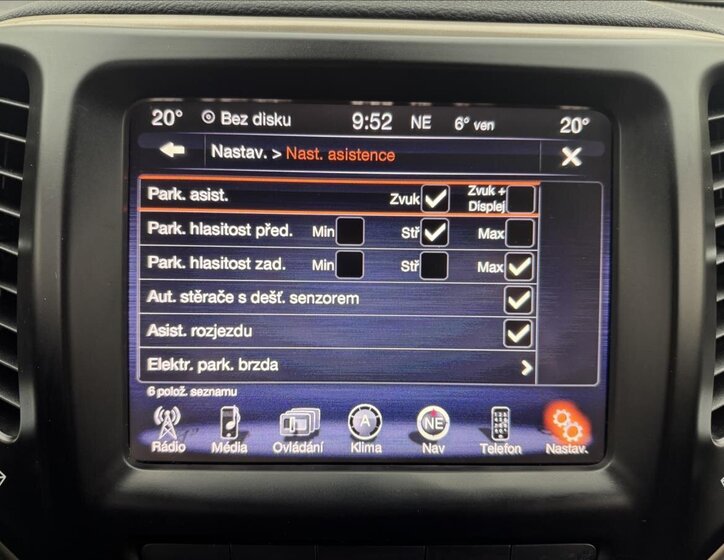 20° Bez disku 9:52 NE 6° ven 20°
Nastav. > Nast. asistence
Park. asist. Zvuk Zvuk + Displej
Park. hlasitost před. Min Stř Max
Park. hlasitost zad. Min Stř Max
Aut. stěrače s dešť. senzorem
Asist. rozjezdu
Elektr. park. brzda
6 polož. seznamu
A NE
Rádio Média Ovládání Klima Nav Telefon Nastav.